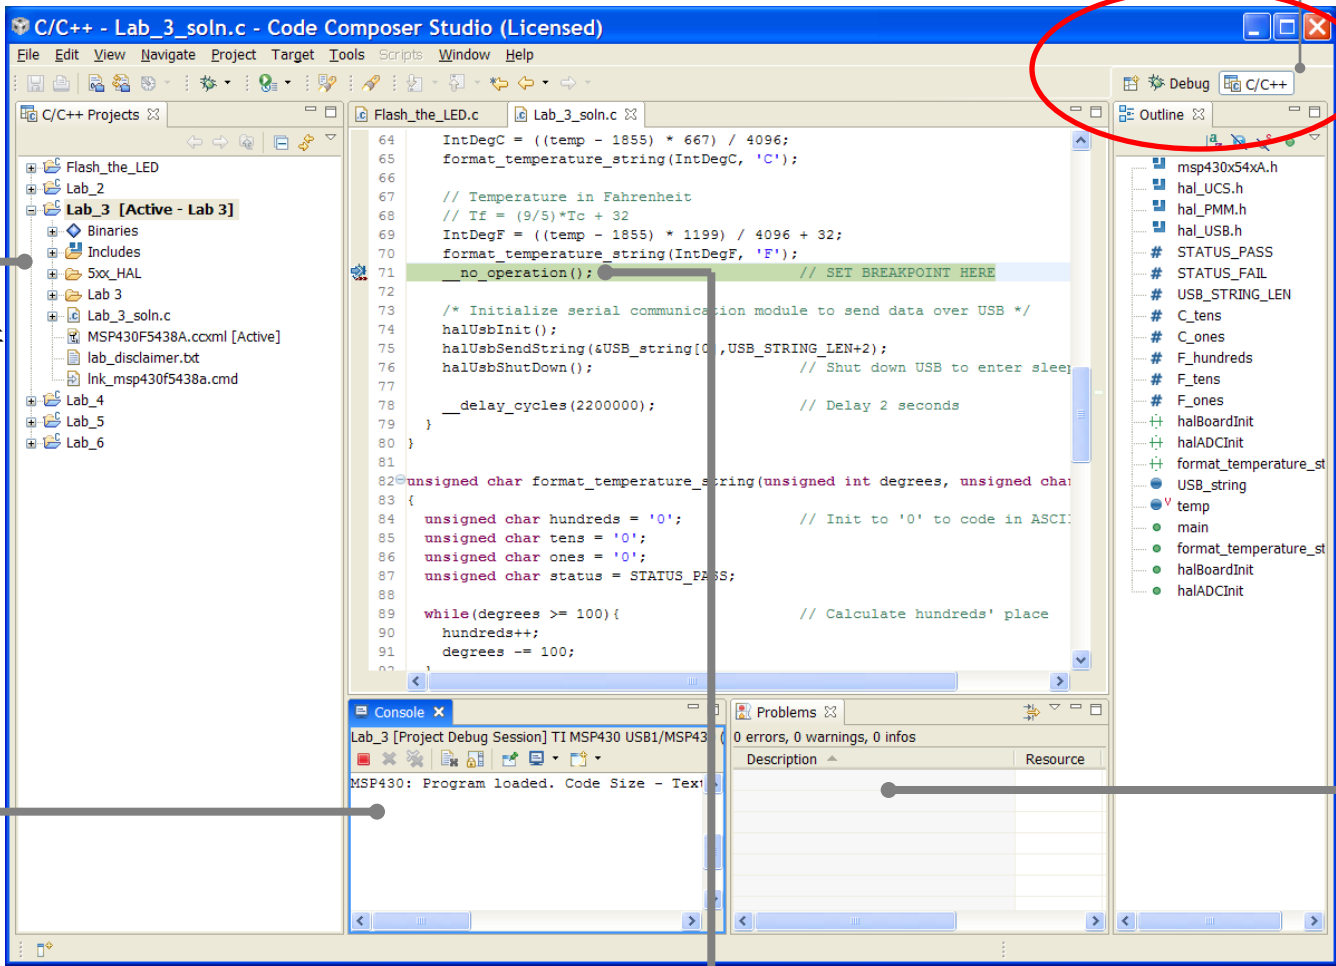 C/C++ - Lab_3_soln.c - Code Composer Studio (Licensed)
File Edit View Navigate Project Target Tools Scripts Window Help
Debug C/C++
C/C++ Projects
Flash_the_LED
Lab_2
Lab_3 [Active - Lab 3]
Binaries
Includes
5xx_HAL
Lab 3
Lab_3_soln.c
MSP430F5438A.ccxml [Active]
lab_disclaimer.txt
lnk_msp430f5438a.cmd
Lab_4
Lab_5
Lab_6
Flash_the_LED.c Lab_3_soln.c
64 IntDegC = ((temp - 1855) * 667) / 4096;
65 format_temperature_string(IntDegC, 'C');
66
67 // Temperature in Fahrenheit
68 // Tf = (9/5)*Tc + 32
69 IntDegF = ((temp - 1855) * 1199) / 4096 + 32;
70 format_temperature_string(IntDegF, 'F');
71 __no_operation(); // SET BREAKPOINT HERE
72
73 /* Initialize serial communication module to send data over USB */
74 halUsbInit();
75 halUsbSendString(&USB_string[0],USB_STRING_LEN+2);
76 halUsbShutDown(); // Shut down USB to enter sleep
77
78 __delay_cycles(2200000); // Delay 2 seconds
79 }
80 }
81
82 unsigned char format_temperature_string(unsigned int degrees, unsigned char
83 {
84 unsigned char hundreds = '0'; // Init to '0' to code in ASCII
85 unsigned char tens = '0';
86 unsigned char ones = '0';
87 unsigned char status = STATUS_PASS;
88
89 while(degrees >= 100){ // Calculate hundreds' place
90 hundreds++;
91 degrees -= 100;
Outline
msp430x54xA.h
hal_UCS.h
hal_PMM.h
hal_USB.h
STATUS_PASS
STATUS_FAIL
USB_STRING_LEN
C_tens
C_ones
F_hundreds
F_tens
F_ones
halBoardInit
halADCInit
format_temperature_st
USB_string
temp
main
format_temperature_st
halBoardInit
halADCInit
Console
Lab_3 [Project Debug Session] TI MSP430 USB1/MSP430 (
MSP430: Program loaded. Code Size - Text
Problems
0 errors, 0 warnings, 0 infos
Description Resource